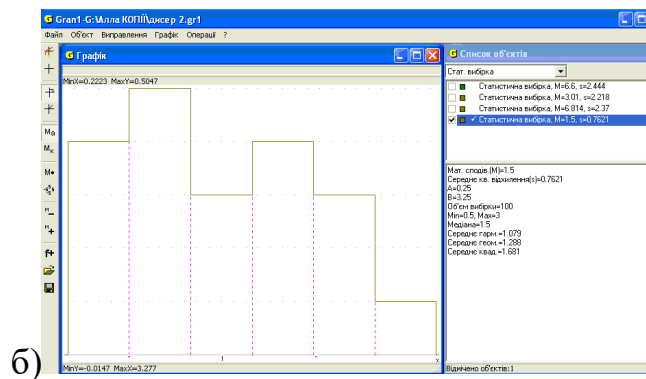 Gran1-G:\Алла КОПІЇ\дисер 2.gr1
Файл Об'єкт Виправлення Графік Операції ?
Графік
MinX=0.2223 MaxY=0.5047
MinY=-0.0147 MaxX=3.277
x
Список об'єктів
Стат. вибірка
Статистична вибірка, M=6.6, s=2.444
Статистична вибірка, M=3.01, s=2.218
Статистична вибірка, M=6.814, s=2.37
Статистична вибірка, M=1.5, s=0.7621
Мат. сподів.(M)=1.5
Середнє кв. відхилення(s)=0.7621
A=0.25
B=3.25
Об'єм вибірки=100
Min=0.5, Max=3
Медіана=1.5
Середнє гарм.=1.079
Середнє геом.=1.288
Середнє квад.=1.681
Відмічено об'єктів:1
б)